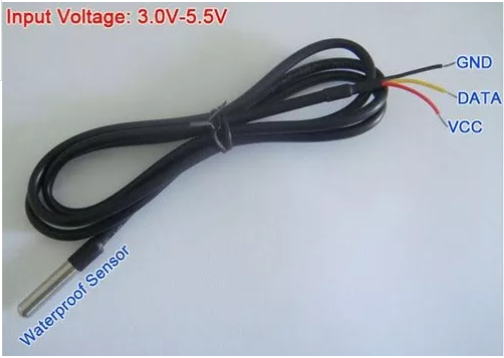 Input Voltage: 3.0V-5.5V
GND
DATA
VCC
Waterproof Sensor